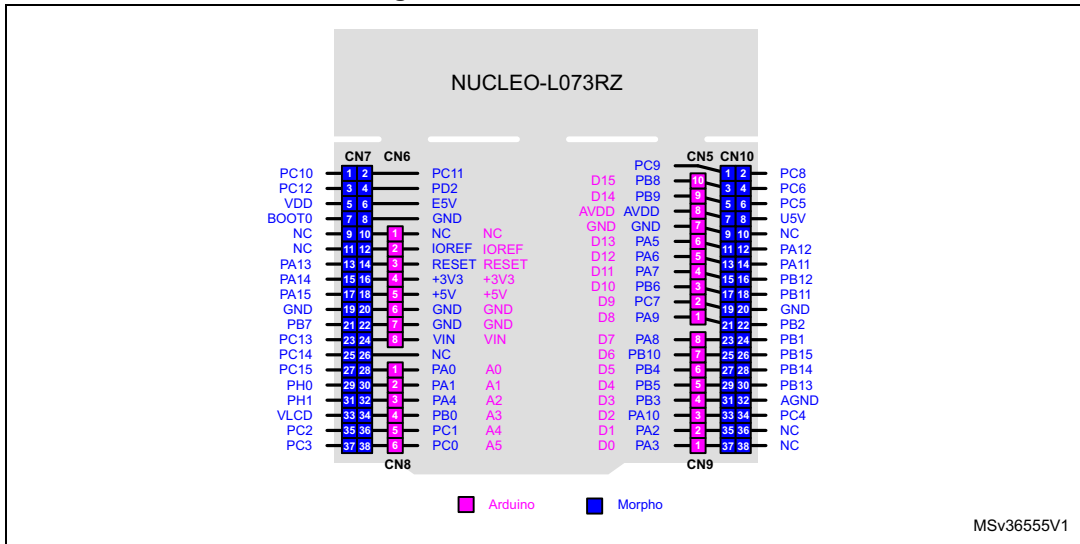 NUCLEO-L073RZ
CN7 CN6 CN5 CN10
PC9
PC10 1 2 PC11 D15 PB8 10 1 2 PC8
PC12 3 4 PD2 D14 PB9 9 3 4 PC6
VDD 5 6 E5V AVDD AVDD 8 5 6 PC5
BOOT0 7 8 GND GND GND 7 7 8 U5V
NC 9 10 1 NC NC D13 PA5 6 9 10 NC
NC 11 12 2 IOREF IOREF D12 PA6 5 11 12 PA12
PA13 13 14 3 RESET RESET D11 PA7 4 13 14 PA11
PA14 15 16 4 +3V3 +3V3 D10 PB6 3 15 16 PB12
PA15 17 18 5 +5V +5V D9 PC7 2 17 18 PB11
GND 19 20 6 GND GND D8 PA9 1 19 20 GND
PB7 21 22 7 GND GND 21 22 PB2
PC13 23 24 8 VIN VIN D7 PA8 8 23 24 PB1
PC14 25 26 NC D6 PB10 7 25 26 PB15
PC15 27 28 1 PA0 A0 D5 PB4 6 27 28 PB14
PH0 29 30 2 PA1 A1 D4 PB5 5 29 30 PB13
PH1 31 32 3 PA4 A2 D3 PB3 4 31 32 AGND
VLCD 33 34 4 PB0 A3 D2 PA10 3 33 34 PC4
PC2 35 36 5 PC1 A4 D1 PA2 2 35 36 NC
PC3 37 38 6 PC0 A5 D0 PA3 1 37 38 NC
CN8 CN9
Arduino Morpho
MSv36555V1